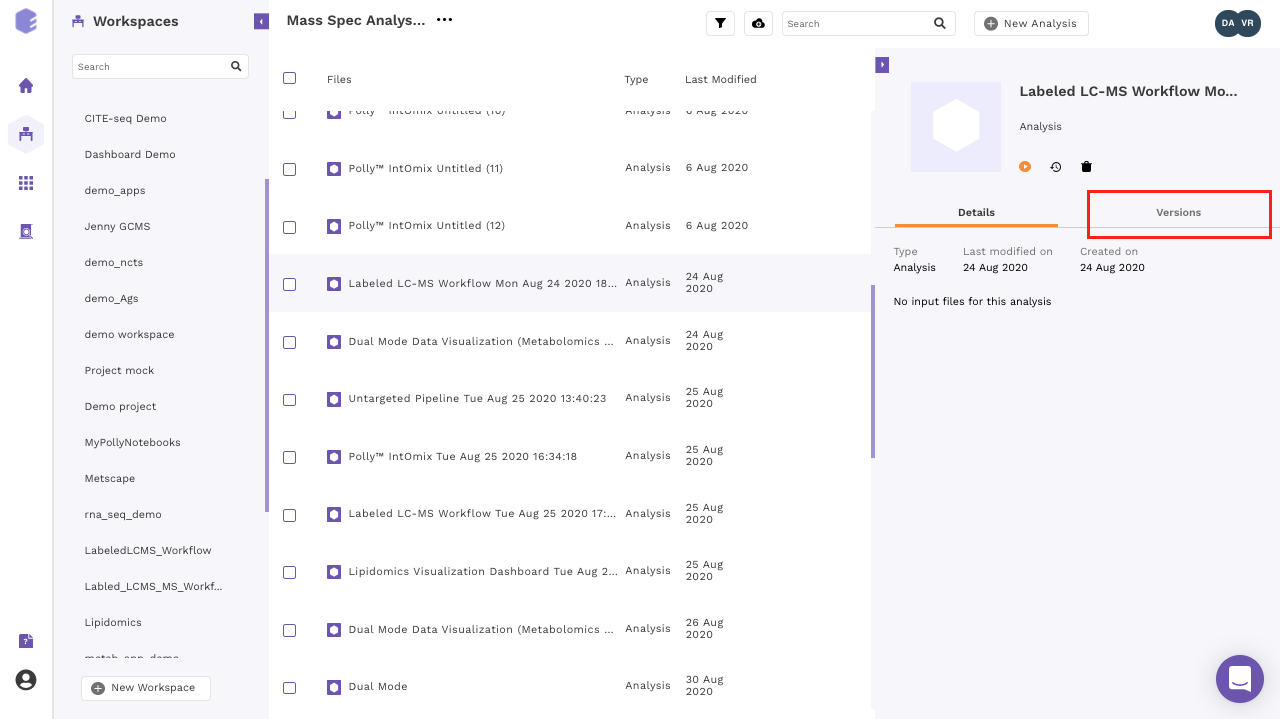 Workspaces
Search
CITE-seq Demo
Dashboard Demo
demo_apps
Jenny GCMS
demo_ncts
demo_Ags
demo workspace
Project mock
Demo project
MyPollyNotebooks
Metscape
rna_seq_demo
LabeledLCMS_Workflow
Labled_LCMS_MS_Workf...
Lipidomics
metab_app_demo
New Workspace
Mass Spec Analys... •••
Search
New Analysis
DA VR
Files Type Last Modified
Polly™ IntOmix Untitled (10) Analysis 6 Aug 2020
Polly™ IntOmix Untitled (11) Analysis 6 Aug 2020
Polly™ IntOmix Untitled (12) Analysis 6 Aug 2020
Labeled LC-MS Workflow Mon Aug 24 2020 18... Analysis 24 Aug
2020
Dual Mode Data Visualization (Metabolomics ... Analysis 24 Aug
2020
Untargeted Pipeline Tue Aug 25 2020 13:40:23 Analysis 25 Aug
2020
Polly™ IntOmix Tue Aug 25 2020 16:34:18 Analysis 25 Aug
2020
Labeled LC-MS Workflow Tue Aug 25 2020 17:... Analysis 25 Aug
2020
Lipidomics Visualization Dashboard Tue Aug 2... Analysis 25 Aug
2020
Dual Mode Data Visualization (Metabolomics ... Analysis 26 Aug
2020
Dual Mode Analysis 30 Aug
2020
Labeled LC-MS Workflow Mo...
Analysis
Details Versions
Type Last modified on Created on
Analysis 24 Aug 2020 24 Aug 2020
No input files for this analysis